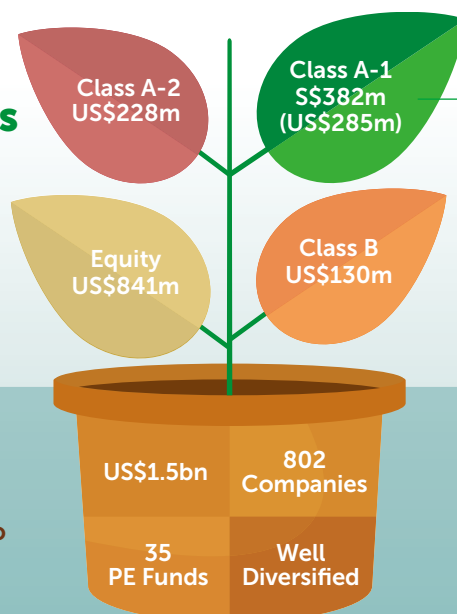 s
Class A-2
US$228m
Class A-1
S$382m
(US$285m)
Equity
US$841m
Class B
US$130m
US$1.5bn
802
Companies
35
PE Funds
Well
Diversified